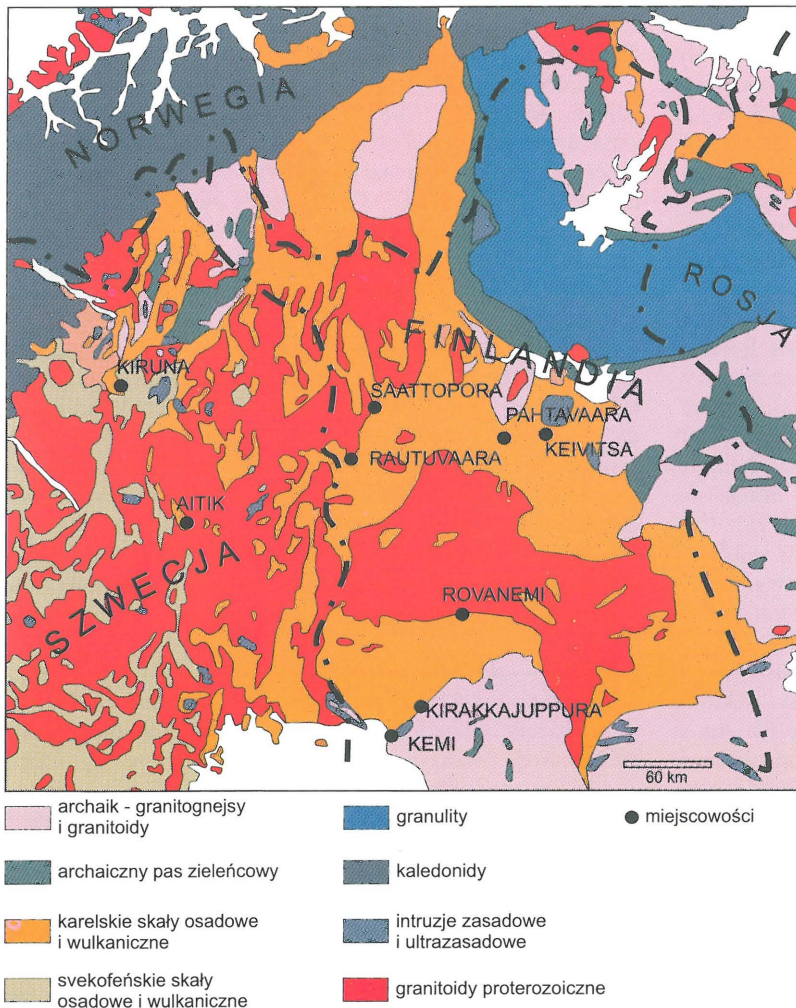 NORWEGIA
ROSJA
FINLANDIA
KIRUNA
SAATTOPORA
PAHTAVAARA
RAUTUVAARA
KEIVITSA
AITIK
SZWECJA
ROVANEMI
KIRAKKAJUPPURA
KEMI
60 km
archaik - granitognejsy
i granitoidy
archaiczny pas zieleńcowy
karelskie skały osadowe
i wulkaniczne
svekofeńskie skały
osadowe i wulkaniczne
granulity
kaledonidy
intruzje zasadowe
i ultrazasadowe
granitoidy proterozoiczne
miejscowości